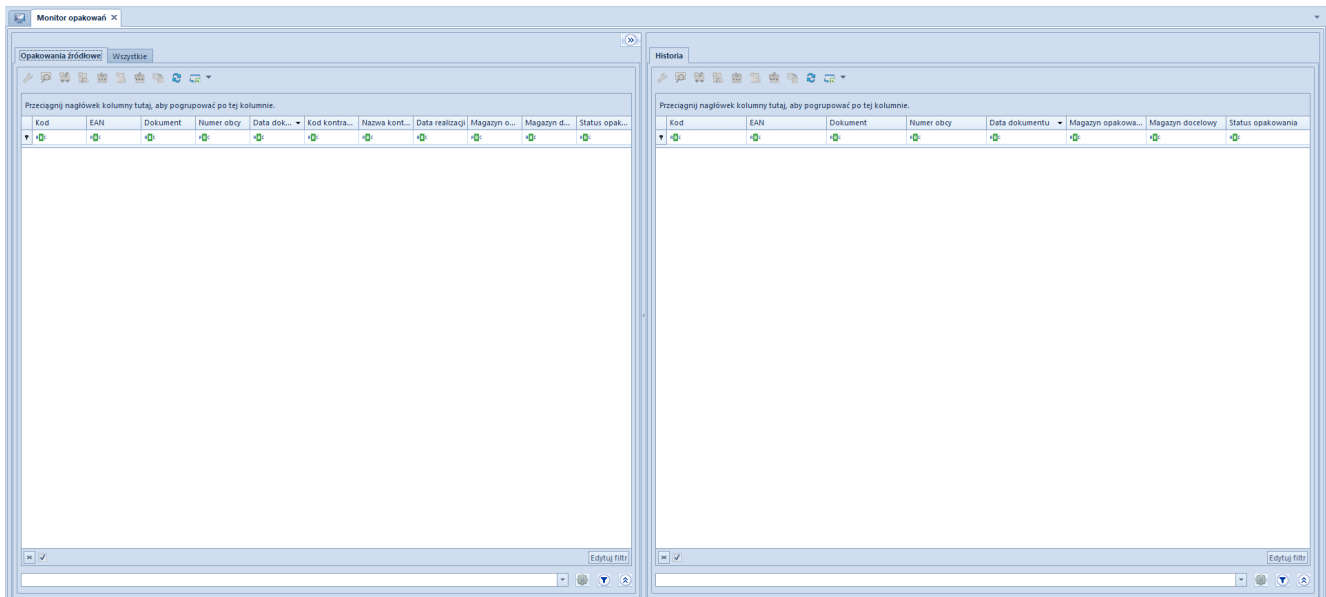 Monitor opakowań
Opakowania źródłowe Wszystkie
Przeciągnij nagłówek kolumny tutaj, aby pogrupować po tej kolumnie.
Kod EAN Dokument Numer obcy Data dok... Kod kontra... Nazwa kont... Data realizacji Magazyn o... Magazyn d... Status opak...
Edytuj filtr
Historia
Przeciągnij nagłówek kolumny tutaj, aby pogrupować po tej kolumnie.
Kod EAN Dokument Numer obcy Data dokumentu Magazyn opakowa... Magazyn docelowy Status opakowania
Edytuj filtr